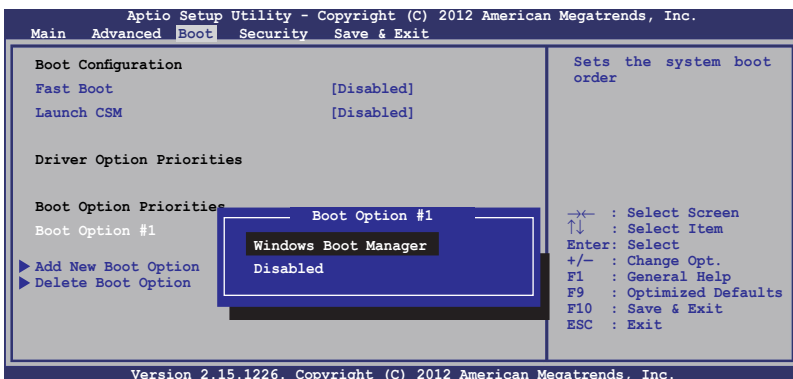 Aptio Setup Utility - Copyright (C) 2012 American Megatrends, Inc.
Main Advanced Boot Security Save & Exit
Boot Configuration
Fast Boot [Disabled]
Launch CSM [Disabled]
Driver Option Priorities
Boot Option Priorities
Boot Option #1
Add New Boot Option
Delete Boot Option
Boot Option #1
Windows Boot Manager
Disabled
Sets the system boot
order
→← : Select Screen
↑↓ : Select Item
Enter: Select
+/— : Change Opt.
F1 : General Help
F9 : Optimized Defaults
F10 : Save & Exit
ESC : Exit
Version 2.15.1226. Copyright (C) 2012 American Megatrends, Inc.